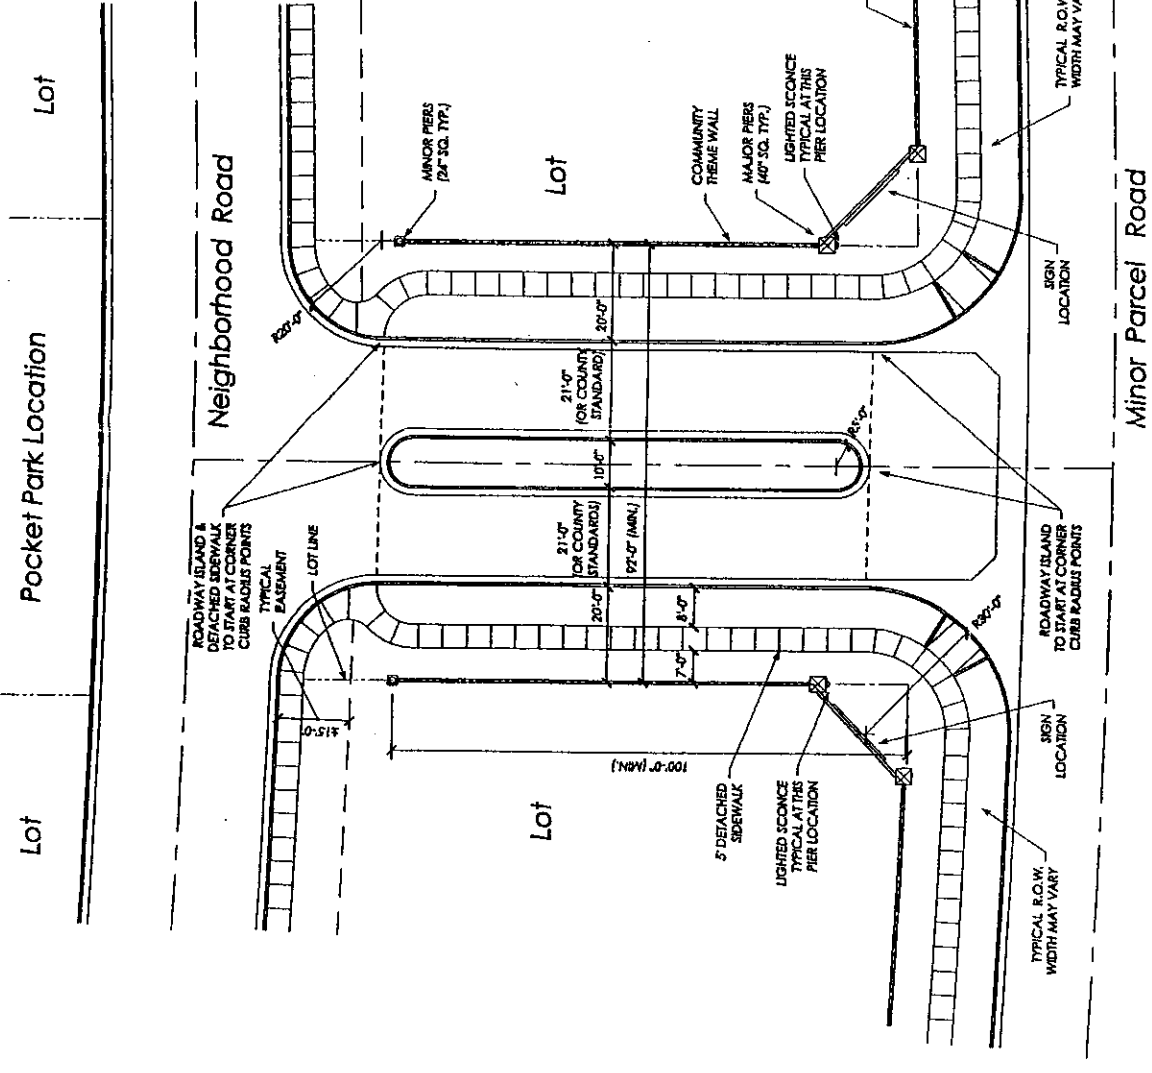 Lot
Pocket Park Location
Lot
Neighborhood Road
ROADWAY ISLAND &
DETACHED SIDEWALK
TO START AT CORNER
CURB RADIUS POINTS
TYPICAL
EASEMENT
LOT LINE
R20'-0"
MINOR PIERS
(24" SQ. TYP.)
±15'-0"
Lot
Lot
21'-0"
(OR COUNTY
STANDARDS)
21'-0"
(OR COUNTY
STANDARD)
20'-0"
10'-0"
20'-0"
92'-0" (MIN.)
7'-0"
8'-0"
100'-0" (MIN.)
COMMUNITY
THEME WALL
MAJOR PIERS
(40" SQ. TYP.)
LIGHTED SCONCE
TYPICAL AT THIS
PIER LOCATION
5' DETACHED
SIDEWALK
LIGHTED SCONCE
TYPICAL AT THIS
PIER LOCATION
R5'-0"
R30'-0"
SIGN
LOCATION
ROADWAY ISLAND
TO START AT CORNER
CURB RADIUS POINTS
SIGN
LOCATION
TYPICAL R.O.W.
WIDTH MAY VARY
TYPICAL R.O.W.
WIDTH MAY VA
Minor Parcel Road